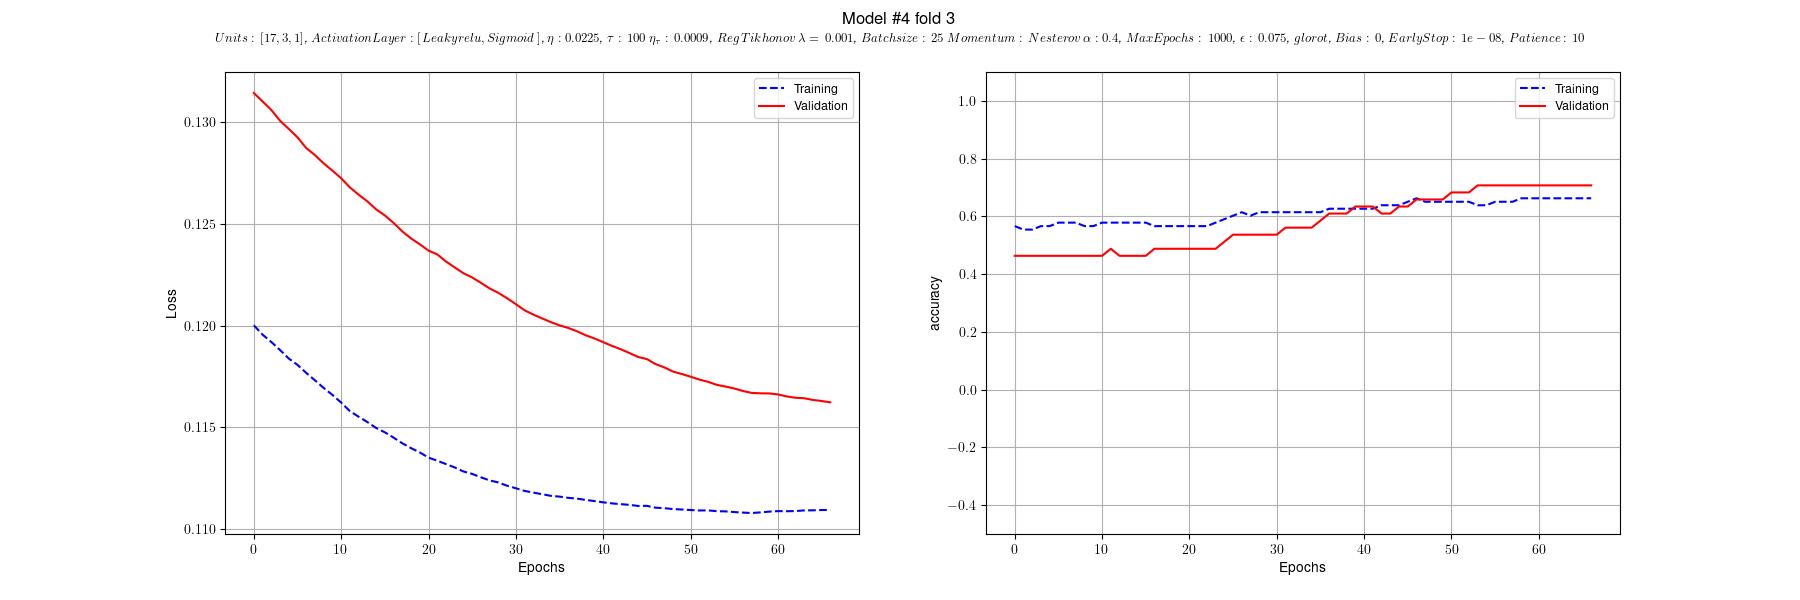 Model #4 fold 3
Units : [17, 3, 1], ActivationLayer : [Leakyrelu, Sigmoid ], η : 0.0225, τ : 100 ητ : 0.0009, RegTikhonov λ = 0.001, Batchsize : 25 Momentum : Nesterov α : 0.4, MaxEpochs : 1000, ϵ : 0.075, glorot, Bias : 0, EarlyStop : 1e − 08, Patience : 10
Training
Validation
0.130
0.125
0.120
0.115
0.110
Loss
0 10 20 30 40 50 60
Epochs
Training
Validation
1.0
0.8
0.6
0.4
0.2
0.0
−0.2
−0.4
accuracy
0 10 20 30 40 50 60
Epochs